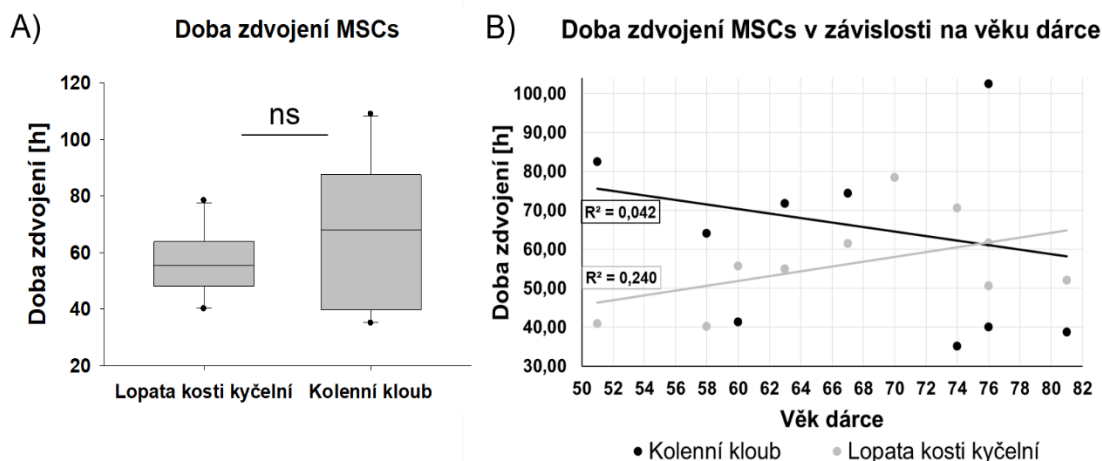 A)
Doba zdvojení MSCs
Doba zdvojení [h]
120
100
80
60
40
20
ns
Lopata kosti kyčelní
Kolenní kloub
B)
Doba zdvojení MSCs v závislosti na věku dárce
Doba zdvojení [h]
100,00
90,00
80,00
70,00
60,00
50,00
40,00
30,00
R² = 0,042
R² = 0,240
50 52 54 56 58 60 62 64 66 68 70 72 74 76 78 80 82
Věk dárce
Kolenní kloub
Lopata kosti kyčelní